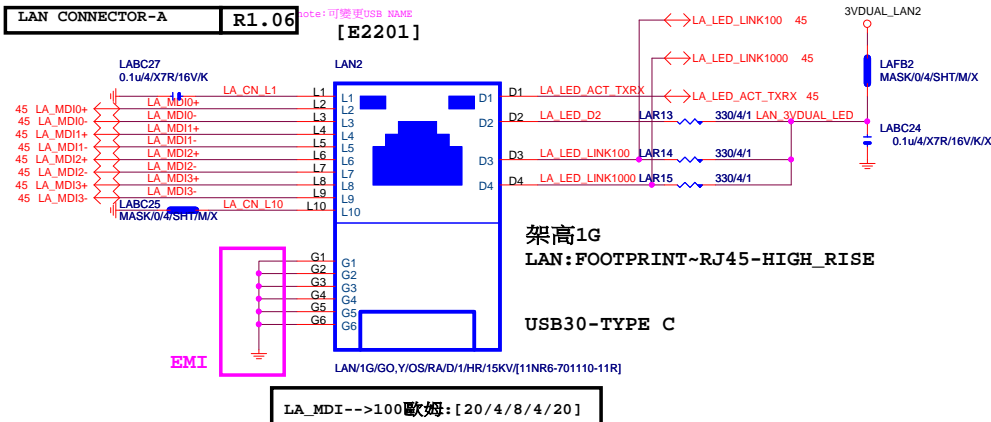 LAN CONNECTOR-A
R1.06
note:可變更USB NAME
[E2201]
LA_LED_LINK100 45
3VDUAL_LAN2
LABC27
0.1u/4/X7R/16V/K
LAN2
LA_LED_LINK1000 45
LAFB2
MASK/0/4/SHT/M/X
LA_CN_L1 L1 L1
D1 D1 LA_LED_ACT_TXRX
LA_LED_ACT_TXRX 45
45 LA_MDI0+ LA_MDI0+ L2 L2
45 LA_MDI0- LA_MDI0- L3 L3
D2 D2 LA_LED_D2 LAR13 330/4/1 LAN_3VDUAL_LED
LABC24
0.1u/4/X7R/16V/K/X
45 LA_MDI1+ LA_MDI1+ L4 L4
45 LA_MDI1- LA_MDI1- L5 L5
45 LA_MDI2+ LA_MDI2+ L6 L6
D3 D3 LA_LED_LINK100 LAR14 330/4/1
45 LA_MDI2- LA_MDI2- L7 L7
45 LA_MDI3+ LA_MDI3+ L8 L8
D4 D4 LA_LED_LINK1000 LAR15 330/4/1
45 LA_MDI3- LA_MDI3- L9 L9
LABC25
MASK/0/4/SHT/M/X
LA_CN_L10 L10 L10
架高1G
LAN:FOOTPRINT~RJ45-HIGH_RISE
G1 G1
G2 G2
G3 G3
G4 G4
G5 G5
G6 G6
USB30-TYPE C
EMI
LAN/1G/GO,Y/OS/RA/D/1/HR/15KV/[11NR6-701110-11R]
LA_MDI-->100歐姆:[20/4/8/4/20]